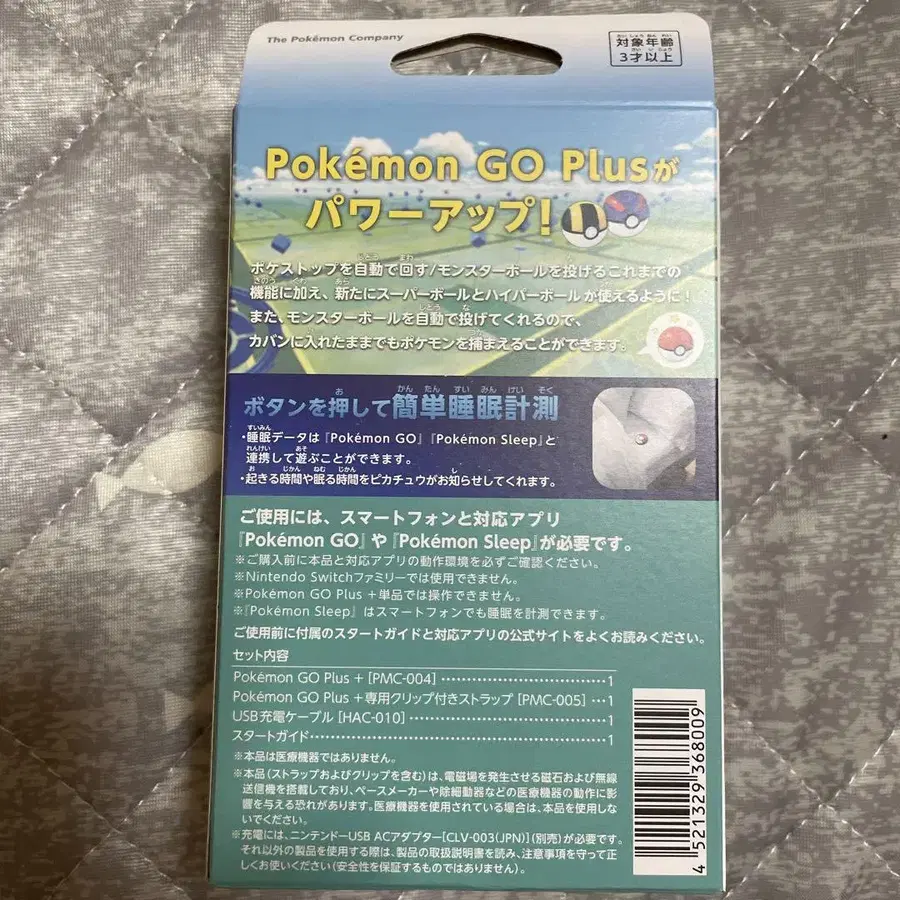 The Pokémon Company
対象年齢
3才以上
Pokémon GO Plusが
パワーアップ!
ポケストップを自動で回す/モンスターボールを投げるこれまでの
機能に加え、新たにスーパーボールとハイパーボールが使えるように!
また、モンスターボールを自動で投げてくれるので、
カバンに入れたままでもポケモンを捕まえることができます。
ボタンを押して簡単睡眠計測
・睡眠データは『Pokémon GO』『Pokémon Sleep』と
連携して遊ぶことができます。
・起きる時間や眠る時間をピカチュウがお知らせしてくれます。
ご使用には、スマートフォンと対応アプリ
『Pokémon GO』や『Pokémon Sleep』が必要です。
※ご購入前に本品と対応アプリの動作環境を必ずご確認ください。
※Nintendo Switchファミリーでは使用できません。
※Pokémon GO Plus +単品では操作できません。
※『Pokémon Sleep』はスマートフォンでも睡眠を計測できます。
ご使用前に付属のスタートガイドと対応アプリの公式サイトをよくお読みください。
セット内容
Pokémon GO Plus + [PMC-004]………………………1
Pokémon GO Plus +専用クリップ付きストラップ [PMC-005]…1
USB充電ケーブル [HAC-010]………………………1
スタートガイド………………………………………1
※本品は医療機器ではありません。
※本品(ストラップおよびクリップを含む)は、電磁場を発生させる磁石および無線
送信機を搭載しており、ペースメーカーや除細動器などの医療機器の動作に影
響を与える恐れがあります。医療機器を使用されている場合は、本品を使用しな
いでください。
※充電には、ニンテンドーUSB ACアダプター[CLV-003(JPN)](別売)が必要です。
それ以外の製品を使用する際は、製品の取扱説明書を読み、注意事項を守って正
しくお使いください(安全性を保証するものではありません)。
4 521329 368009